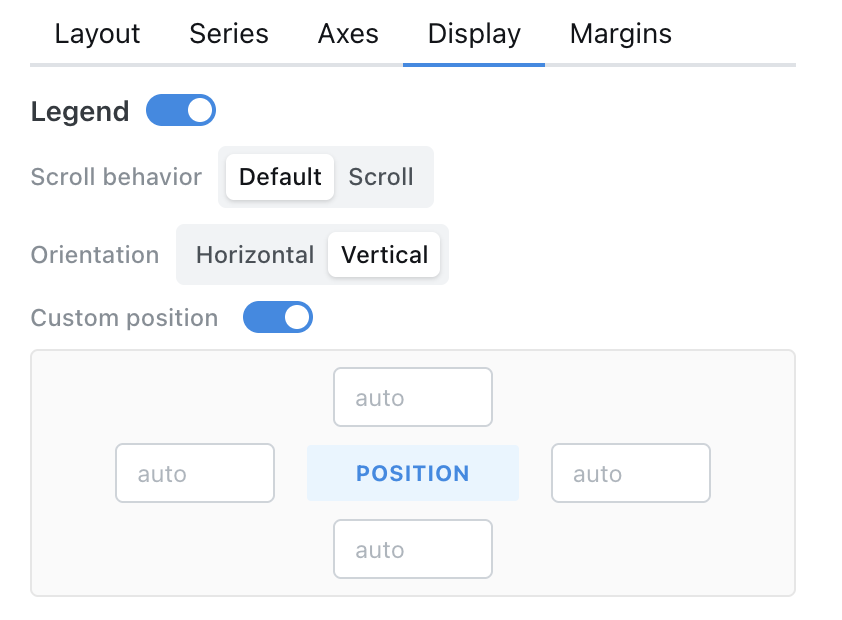 Layout Series Axes Display Margins
Legend
Scroll behavior Default Scroll
Orientation Horizontal Vertical
Custom position
auto
auto POSITION auto
auto